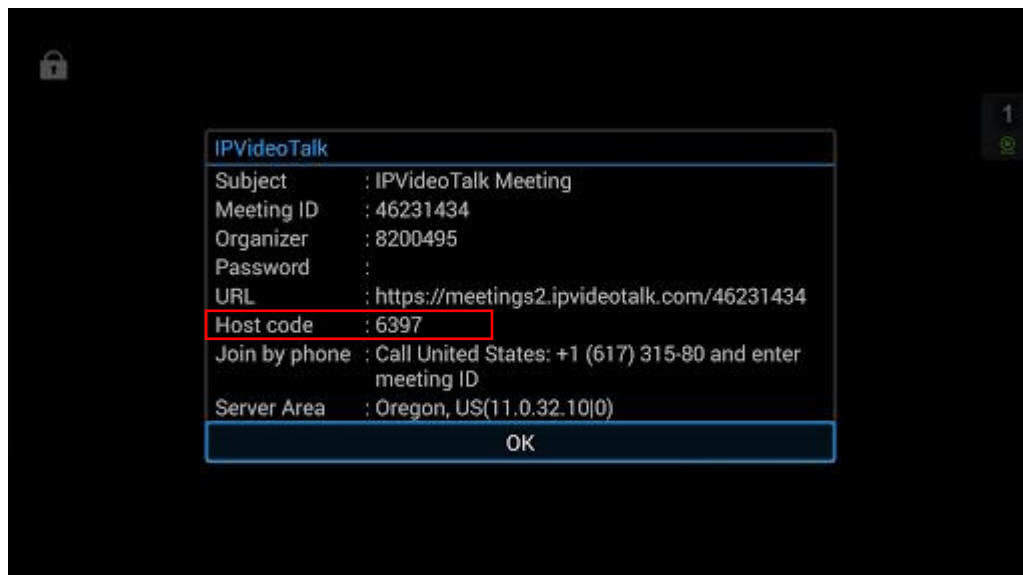 1
IPVideoTalk
Subject : IPVideoTalk Meeting
Meeting ID : 46231434
Organizer : 8200495
Password :
URL : https://meetings2.ipvideotalk.com/46231434
Host code : 6397
Join by phone : Call United States: +1 (617) 315-80 and enter
meeting ID
Server Area : Oregon, US(11.0.32.10|0)
OK